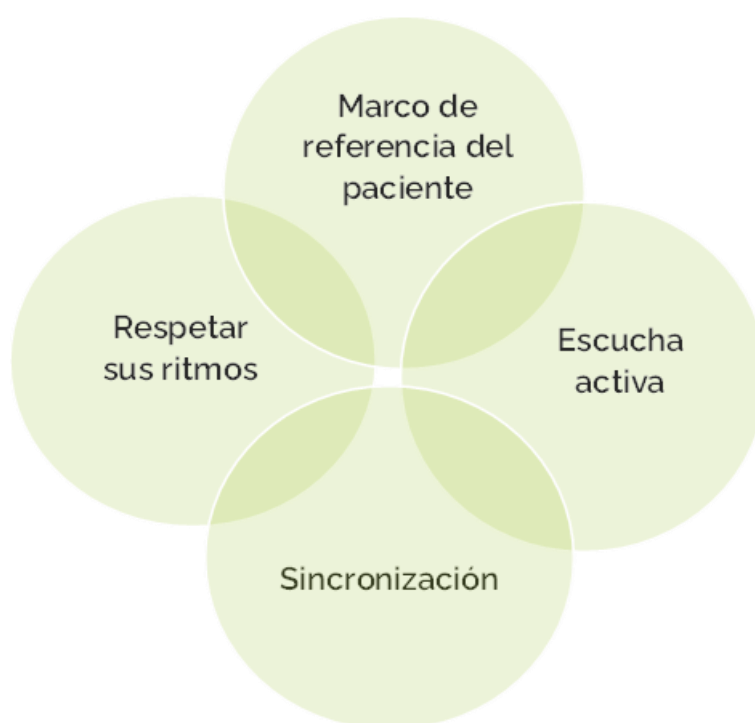 Marco de
referencia del
paciente
Respetar
sus ritmos
Escucha
activa
Sincronización